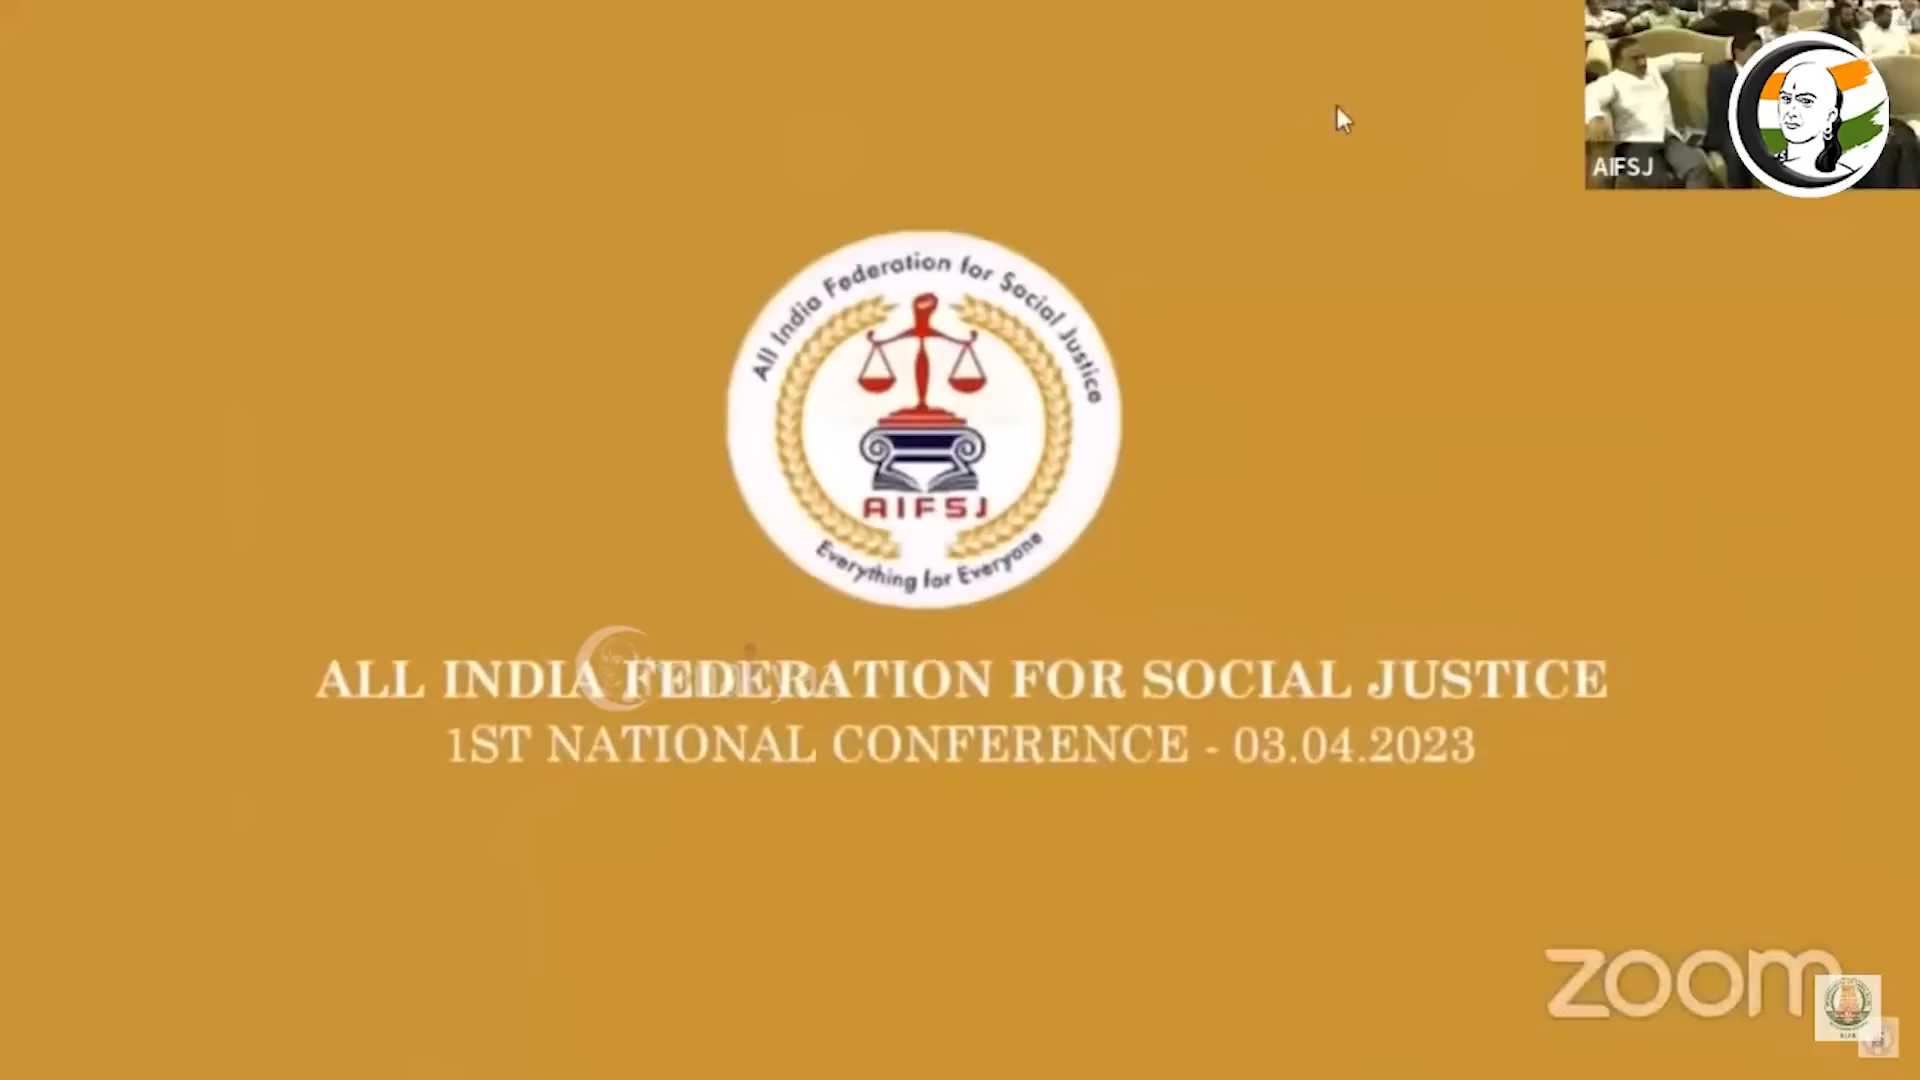 AIFSJ
All India Federation for Social Justice
AIFSJ
Everything for Everyone
ALL INDIA FEDERATION FOR SOCIAL JUSTICE
1ST NATIONAL CONFERENCE - 03.04.2023
zoom